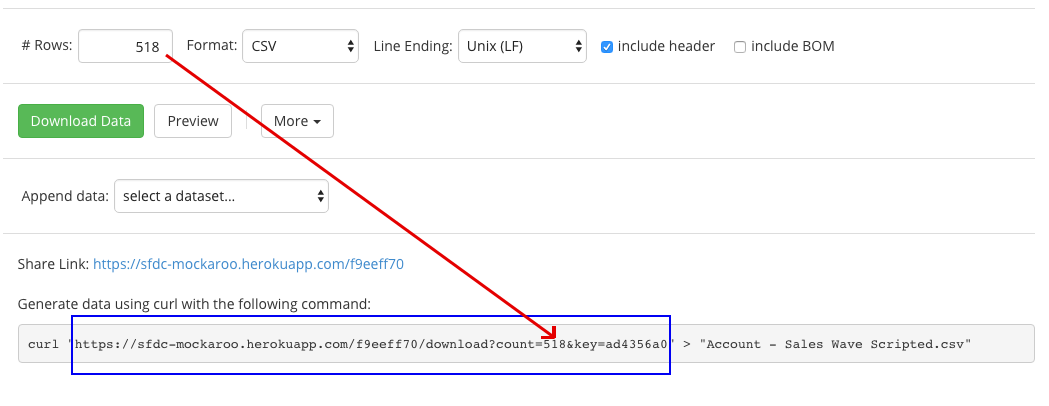 # Rows: 518 Format: CSV Line Ending: Unix (LF) include header include BOM
Download Data Preview More
Append data: select a dataset...
Share Link: https://sfdc-mockaroo.herokuapp.com/f9eeff70
Generate data using curl with the following command:
curl "https://sfdc-mockaroo.herokuapp.com/f9eeff70/download?count=518&key=ad4356a0" > "Account - Sales Wave Scripted.csv"